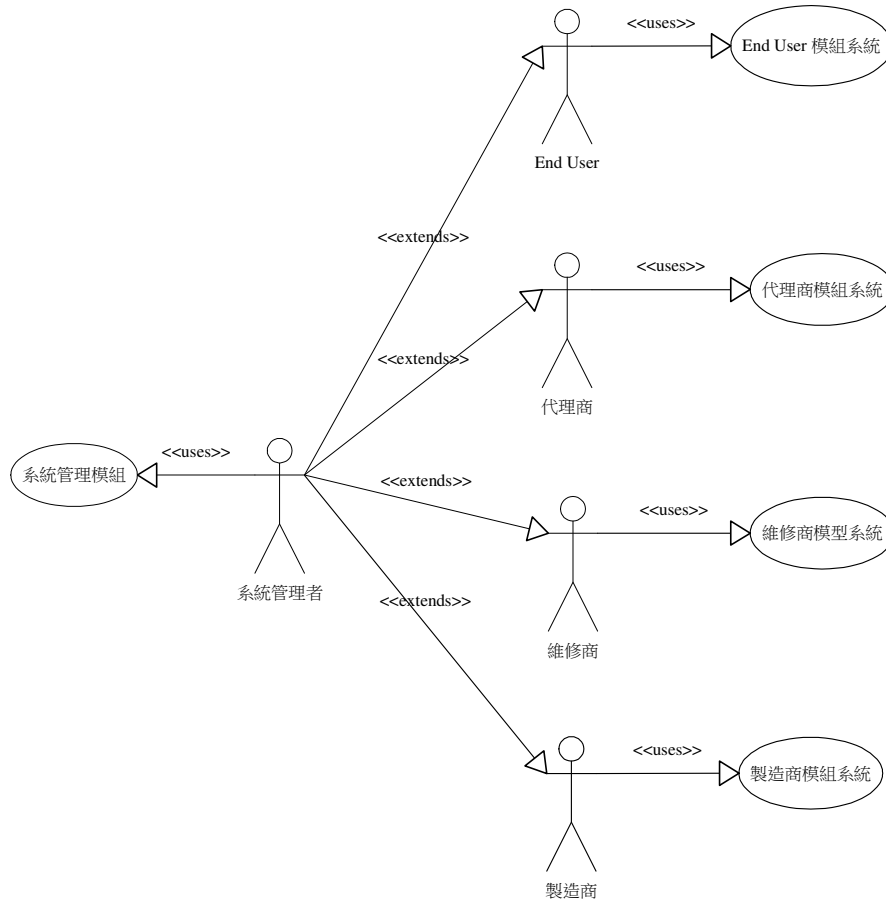 <<uses>>
End User 模組系統
End User
<<extends>>
<<uses>>
代理商模組系統
<<extends>>
代理商
<<uses>>
系統管理模組
<<extends>>
<<uses>>
維修商模型系統
系統管理者
<<extends>>
維修商
<<uses>>
製造商模組系統
製造商